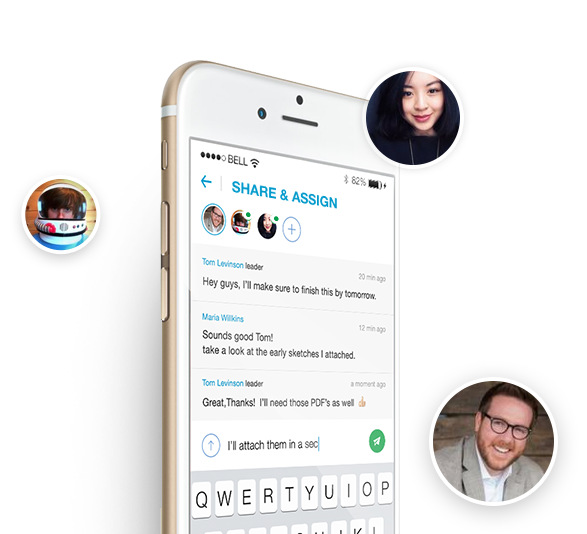 BELL 82%
SHARE & ASSIGN
Tom Levinson leader 20 min ago
Hey guys, I'll make sure to finish this by tomorrow.
Maria Willkins 12 min ago
Sounds good Tom!
take a look at the early sketches I attached.
Tom Levinson leader a moment ago
Great,Thanks! I'll need those PDF's as well
I'll attach them in a sec
Q W E R T Y U I O P